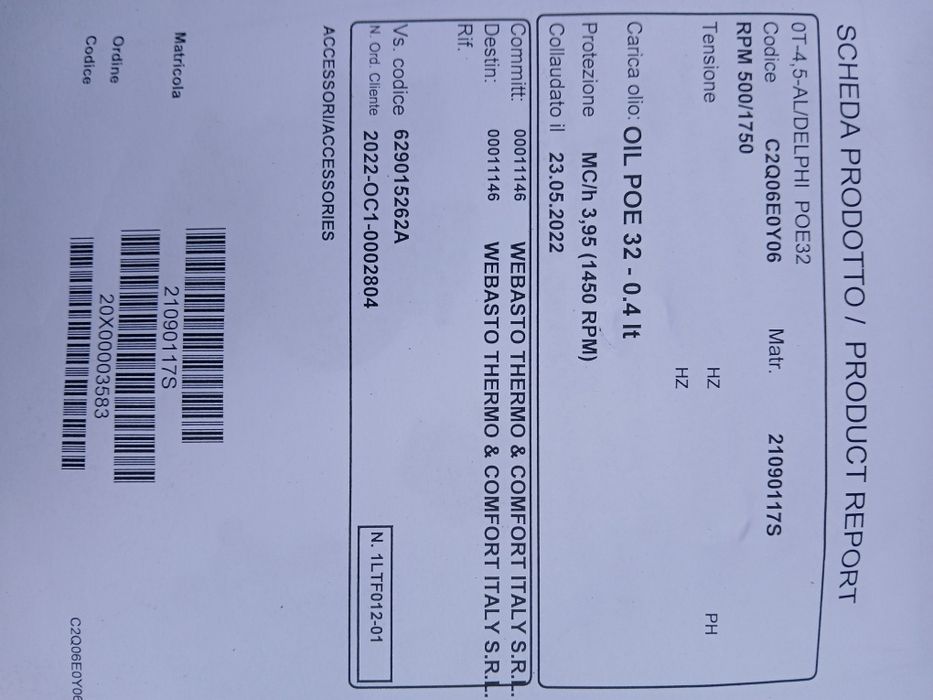 SCHEDA PRODOTTO / PRODUCT REPORT
0T-4,5-AL/DELPHI POE32
Codice C2Q06E0Y06 Matr. 21090117S
RPM 500/1750
Tensione HZ PH
HZ
Carica olio: OIL POE 32 - 0.4 lt
Protezione MC/h 3,95 (1450 RPM)
Collaudato il 23.05.2022
Committ: 00011146 WEBASTO THERMO & COMFORT ITALY S.R.L.
Destin: 00011146 WEBASTO THERMO & COMFORT ITALY S.R.L.
Rif.
Vs. codice 629015262A
N. Ord. Cliente 2022-OC1-0002804 N. 1LTF012-01
ACCESSORI/ACCESSORIES
Matricola 21090117S
Ordine 20X00003583
Codice C2Q06E0Y06